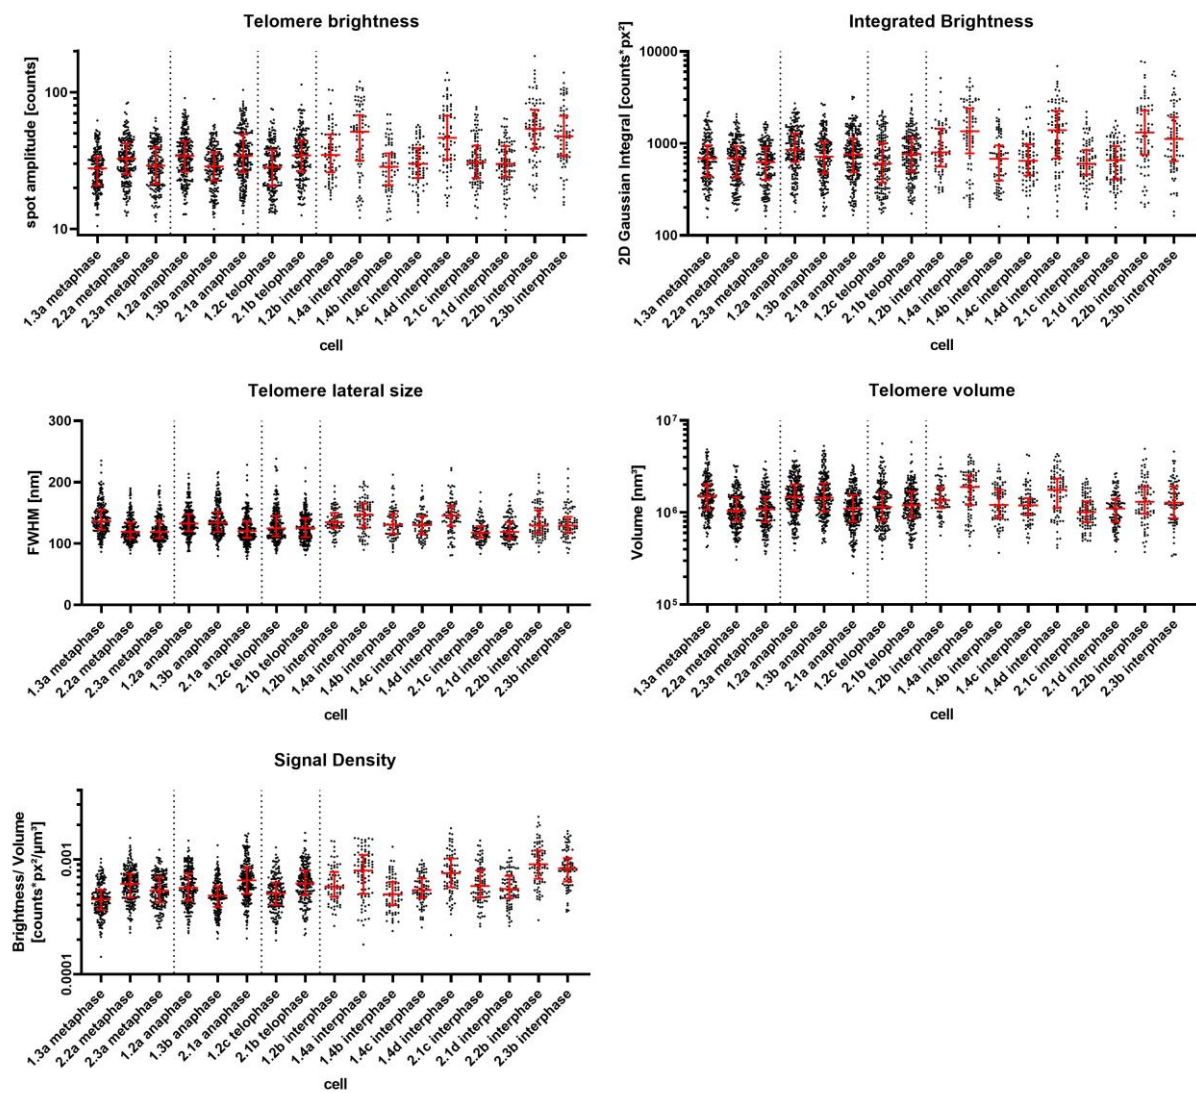 Telomere brightness
spot amplitude [counts]
100
10
1.3a metaphase
2.2a metaphase
2.3a metaphase
1.2a anaphase
1.3b anaphase
2.1a anaphase
1.2c telophase
2.1b telophase
1.2b interphase
1.4a interphase
1.4b interphase
1.4c interphase
1.4d interphase
2.1c interphase
2.1d interphase
2.2b interphase
2.3b interphase
cell
Integrated Brightness
2D Gaussian Integral [counts*px²]
10000
1000
100
1.3a metaphase
2.2a metaphase
2.3a metaphase
1.2a anaphase
1.3b anaphase
2.1a anaphase
1.2c telophase
2.1b telophase
1.2b interphase
1.4a interphase
1.4b interphase
1.4c interphase
1.4d interphase
2.1c interphase
2.1d interphase
2.2b interphase
2.3b interphase
cell
Telomere lateral size
FWHM [nm]
300
200
100
0
1.3a metaphase
2.2a metaphase
2.3a metaphase
1.2a anaphase
1.3b anaphase
2.1a anaphase
1.2c telophase
2.1b telophase
1.2b interphase
1.4a interphase
1.4b interphase
1.4c interphase
1.4d interphase
2.1c interphase
2.1d interphase
2.2b interphase
2.3b interphase
cell
Telomere volume
Volume [nm³]
10⁷
10⁶
10⁵
1.3a metaphase
2.2a metaphase
2.3a metaphase
1.2a anaphase
1.3b anaphase
2.1a anaphase
1.2c telophase
2.1b telophase
1.2b interphase
1.4a interphase
1.4b interphase
1.4c interphase
1.4d interphase
2.1c interphase
2.1d interphase
2.2b interphase
2.3b interphase
cell
Signal Density
Brightness/ Volume
[counts*px²/µm³]
0.001
0.0001
1.3a metaphase
2.2a metaphase
2.3a metaphase
1.2a anaphase
1.3b anaphase
2.1a anaphase
1.2c telophase
2.1b telophase
1.2b interphase
1.4a interphase
1.4b interphase
1.4c interphase
1.4d interphase
2.1c interphase
2.1d interphase
2.2b interphase
2.3b interphase
cell